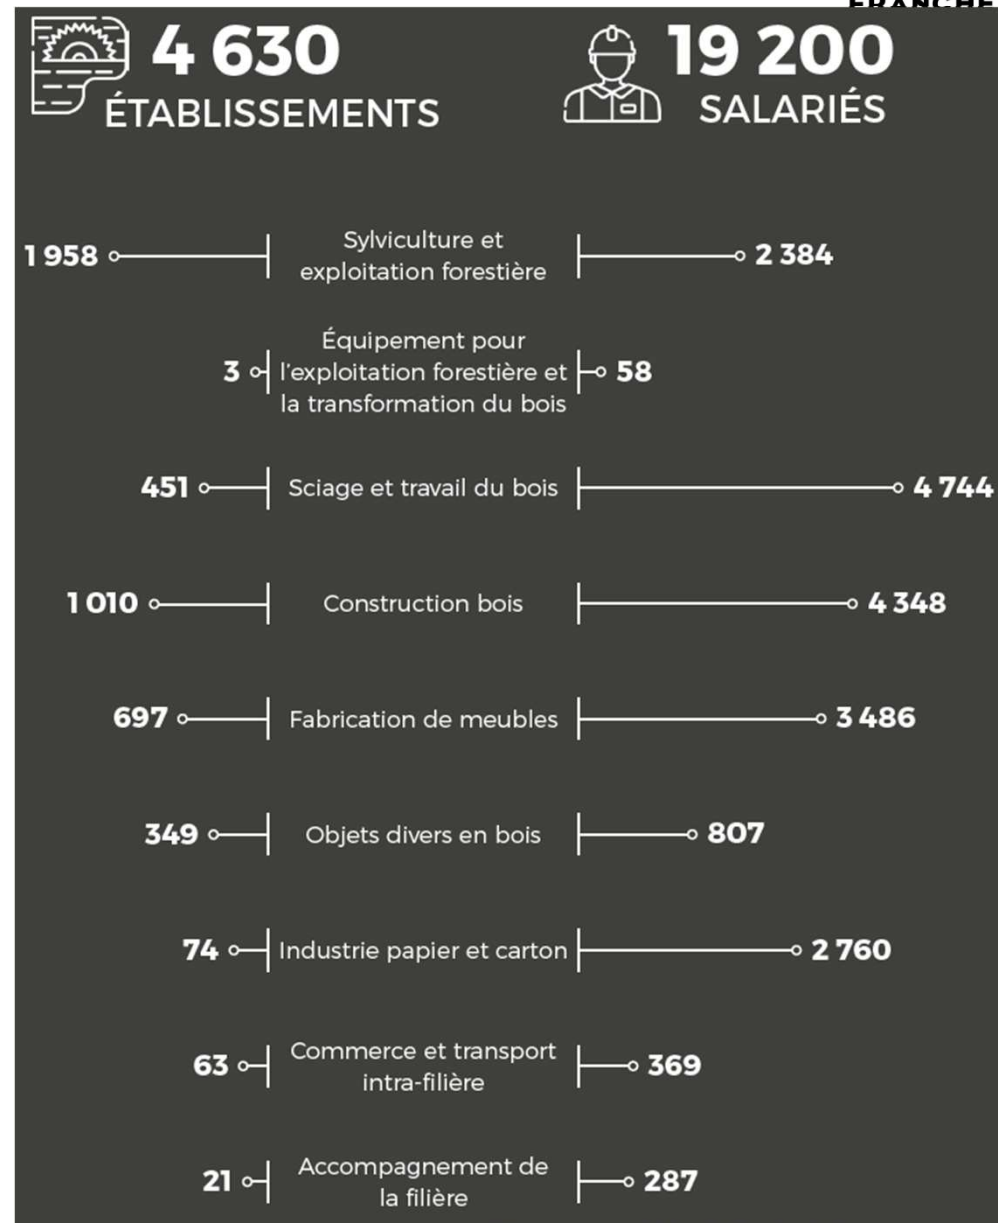 FRANCHE
4 630
ÉTABLISSEMENTS
19 200
SALARIÉS
1 958
Sylviculture et
exploitation forestière
2 384
3
Équipement pour
l'exploitation forestière et
la transformation du bois
58
451
Sciage et travail du bois
4 744
1 010
Construction bois
4 348
697
Fabrication de meubles
3 486
349
Objets divers en bois
807
74
Industrie papier et carton
2 760
63
Commerce et transport
intra-filière
369
21
Accompagnement de
la filière
287